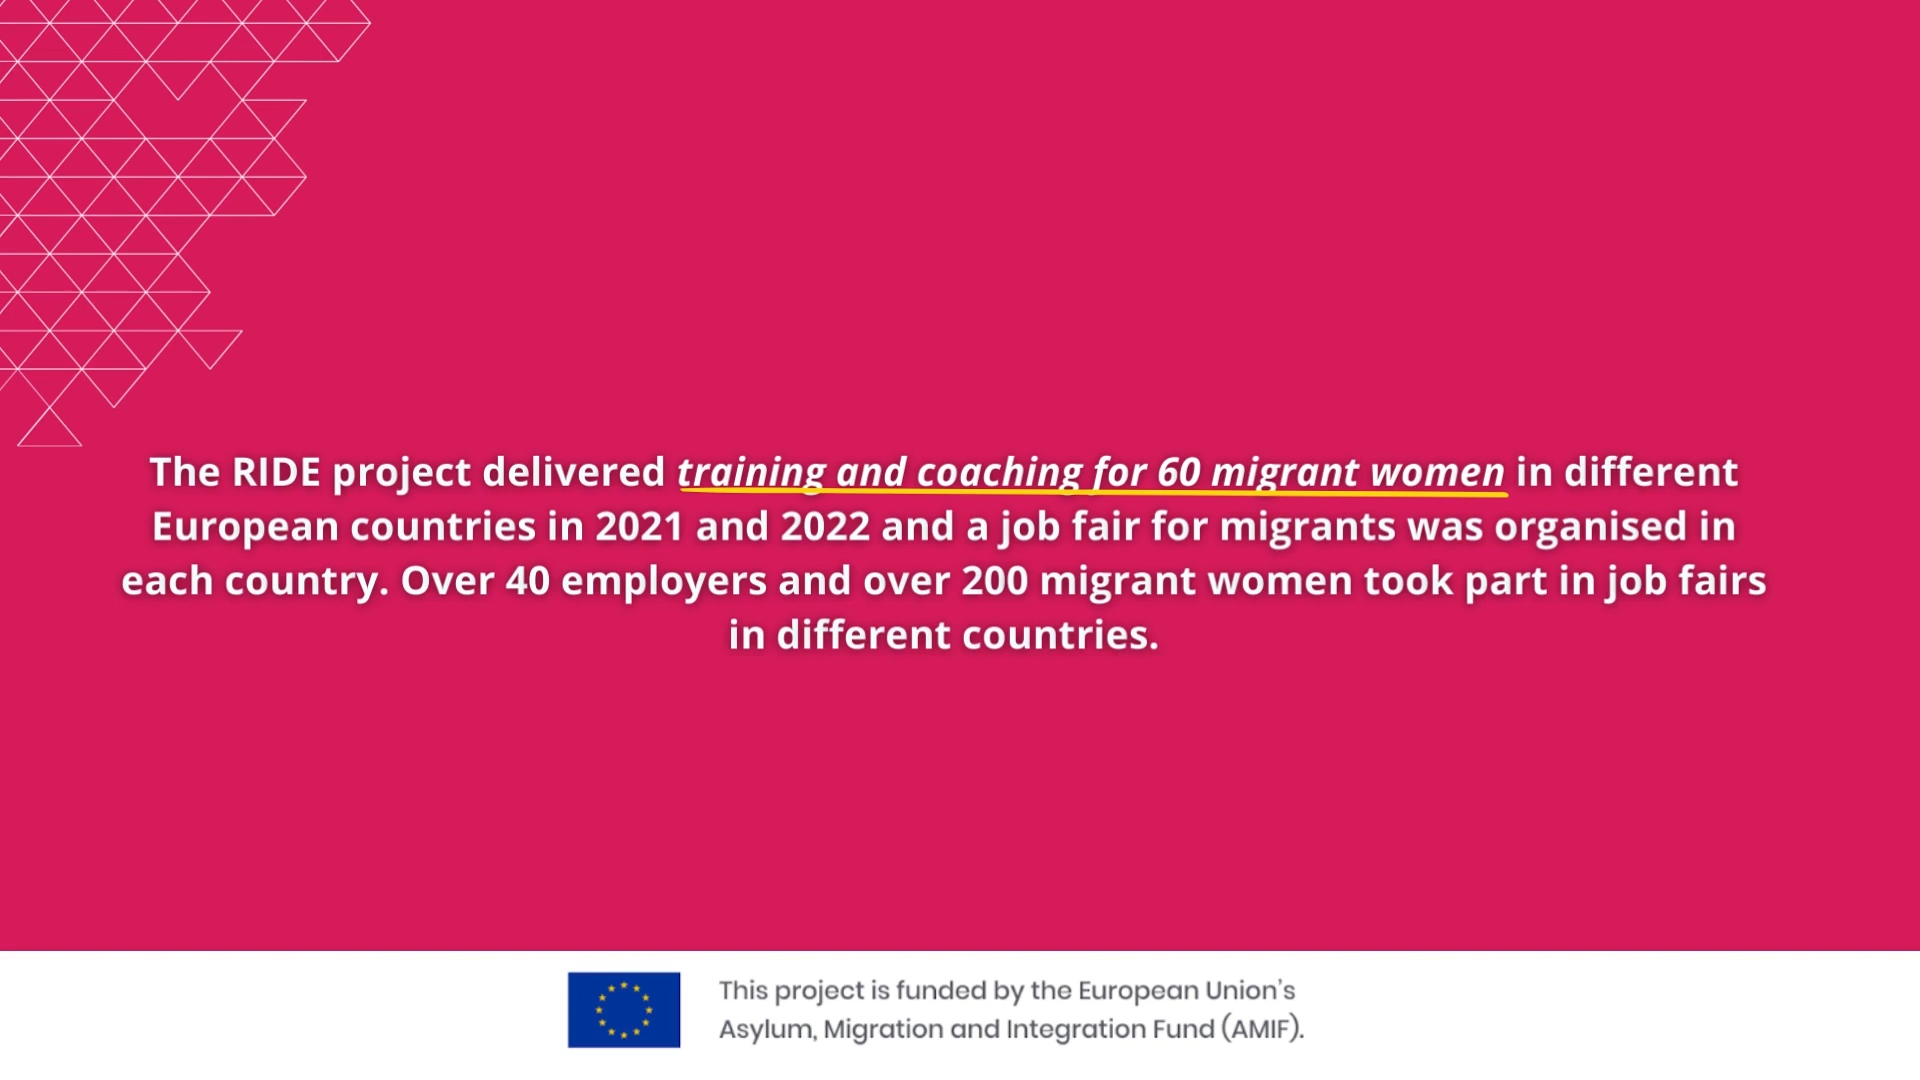 The RIDE project delivered training and coaching for 60 migrant women in different
European countries in 2021 and 2022 and a job fair for migrants was organised in
each country. Over 40 employers and over 200 migrant women took part in job fairs
in different countries.
This project is funded by the European Union's
Asylum, Migration and Integration Fund (AMIF).